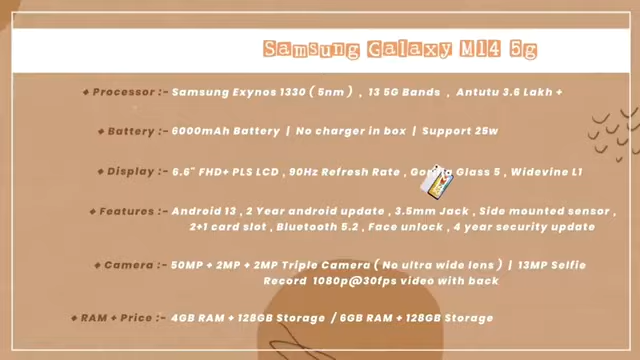 Samsung Galaxy M14 5g
◆ Processor :- Samsung Exynos 1330 ( 5nm ) , 13 5G Bands , Antutu 3.6 Lakh +
◆ Battery :- 6000mAh Battery | No charger in box | Support 25w
◆ Display :- 6.6" FHD+ PLS LCD , 90Hz Refresh Rate , Glass 5 , Widevine L1
◆ Features :- Android 13 , 2 Year android update , 3.5mm Jack , Side mounted sensor ,
2+1 card slot , Bluetooth 5.2 , Face unlock , 4 year security update
◆ Camera :- 50MP + 2MP + 2MP Triple Camera ( No ultra wide lens ) | 13MP Selfie
Record 1080p@30fps video with back
◆ RAM + Price :- 4GB RAM + 128GB Storage / 6GB RAM + 128GB Storage